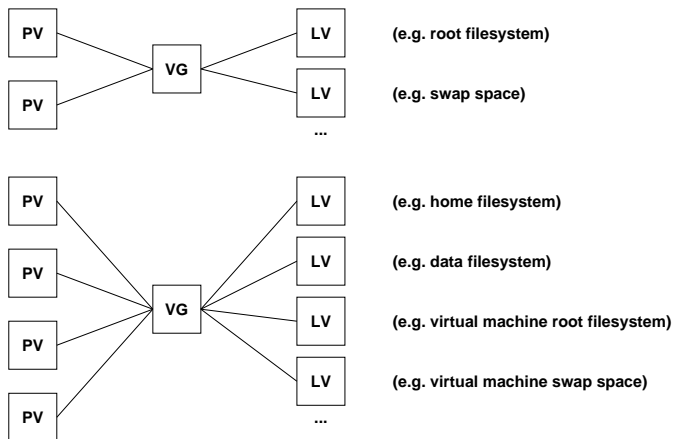 PV LV (e.g. root filesystem)
VG
PV LV (e.g. swap space)
...
PV LV (e.g. home filesystem)
PV LV (e.g. data filesystem)
VG
PV LV (e.g. virtual machine root filesystem)
LV (e.g. virtual machine swap space)
PV
...